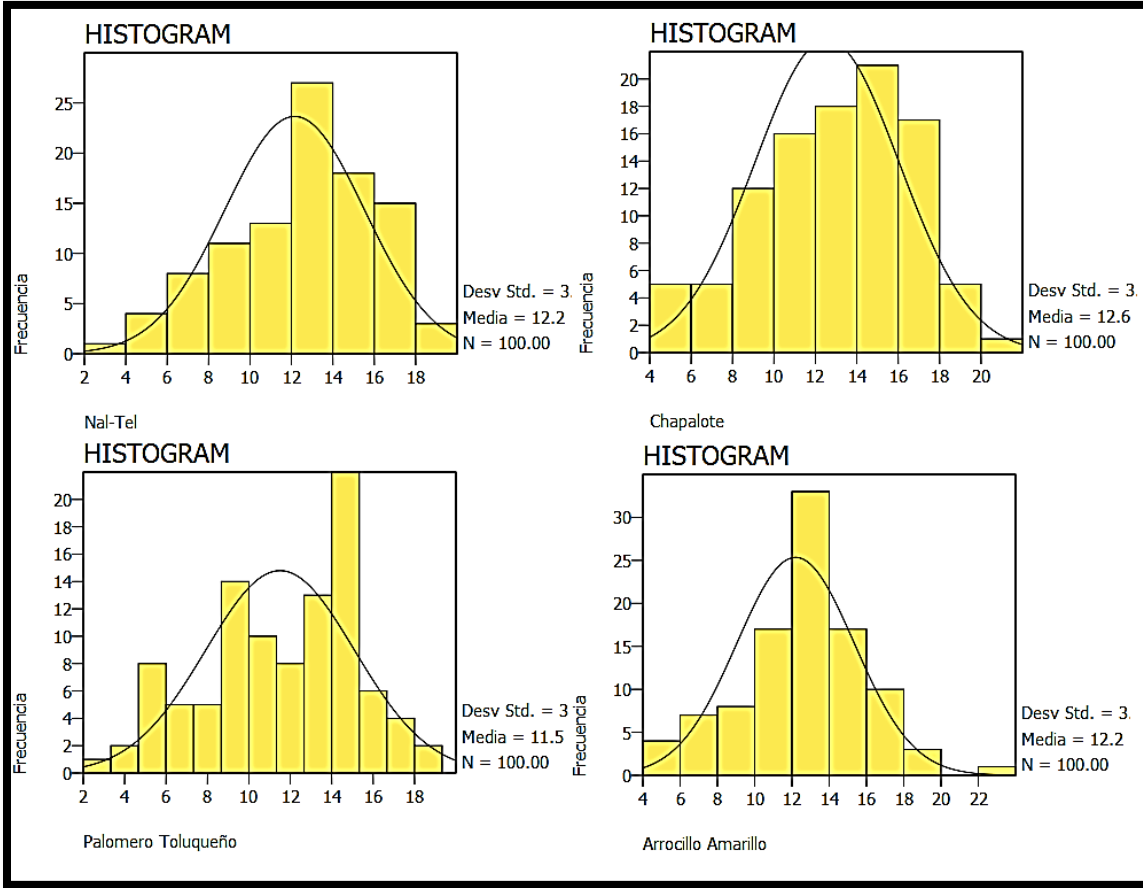 HISTOGRAM
25
20
15
10
5
0
Frecuencia
2 4 6 8 10 12 14 16 18
Desv Std. = 3.
Media = 12.2
N = 100.00
Nal-Tel
HISTOGRAM
20
18
16
14
12
10
8
6
4
2
0
Frecuencia
4 6 8 10 12 14 16 18 20
Desv Std. = 3.
Media = 12.6
N = 100.00
Chapalote
HISTOGRAM
20
18
16
14
12
10
8
6
4
2
0
Frecuencia
2 4 6 8 10 12 14 16 18
Desv Std. = 3
Media = 11.5
N = 100.00
Palomero Toluqueño
HISTOGRAM
30
25
20
15
10
5
0
Frecuencia
4 6 8 10 12 14 16 18 20 22
Desv Std. = 3.
Media = 12.2
N = 100.00
Arrocillo Amarillo